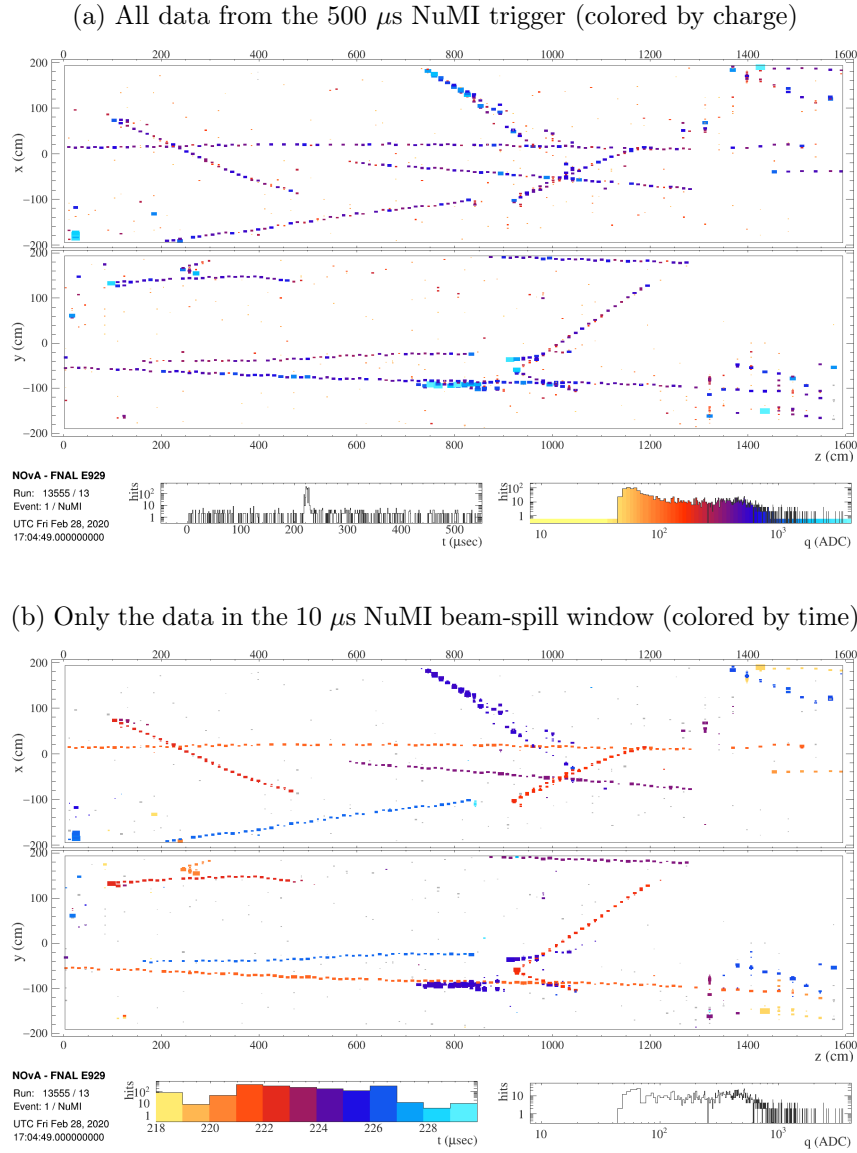 (a) All data from the 500 μs NuMI trigger (colored by charge)
0 200 400 600 800 1000 1200 1400 1600
200
100
0
−100
−200
x (cm)
200
100
0
−100
−200
y (cm)
0 200 400 600 800 1000 1200 1400 1600
z (cm)
NOvA - FNAL E929
Run: 13555 / 13
Event: 1 / NuMI
UTC Fri Feb 28, 2020
17:04:49.000000000
hits
10²
10
1
0 100 200 300 400 500
t (μsec)
hits
10²
10
1
10 10² 10³
q (ADC)
(b) Only the data in the 10 μs NuMI beam-spill window (colored by time)
0 200 400 600 800 1000 1200 1400 1600
200
100
0
−100
−200
x (cm)
200
100
0
−100
−200
y (cm)
0 200 400 600 800 1000 1200 1400 1600
z (cm)
NOvA - FNAL E929
Run: 13555 / 13
Event: 1 / NuMI
UTC Fri Feb 28, 2020
17:04:49.000000000
hits
10²
10
1
218 220 222 224 226 228
t (μsec)
hits
10²
10
1
10 10² 10³
q (ADC)